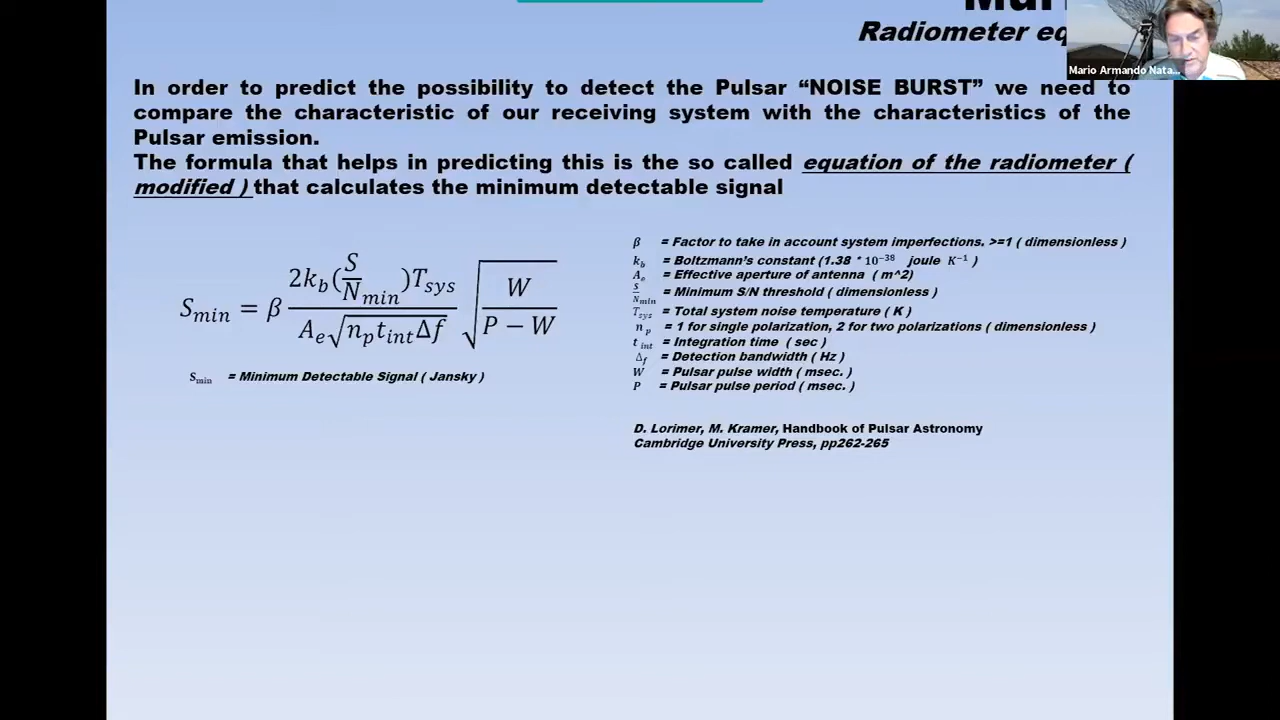 Radiometer eq
Mario Armando Nata...
In order to predict the possibility to detect the Pulsar “NOISE BURST” we need to
compare the characteristic of our receiving system with the characteristics of the
Pulsar emission.
The formula that helps in predicting this is the so called equation of the radiometer (
modified ) that calculates the minimum detectable signal
S_min = β (2k_b(S/N_min)T_sys)/(A_e√(n_p t_int Δf)) √(W/(P − W))
S_min = Minimum Detectable Signal ( Jansky )
β = Factor to take in account system imperfections. >=1 ( dimensionless )
k_b = Boltzmann’s constant (1.38 * 10^−38 joule K^−1 )
A_e = Effective aperture of antenna ( m^2)
S/N_min = Minimum S/N threshold ( dimensionless )
T_sys = Total system noise temperature ( K )
n_p = 1 for single polarization, 2 for two polarizations ( dimensionless )
t_int = Integration time ( sec )
Δ_f = Detection bandwidth ( Hz )
W = Pulsar pulse width ( msec. )
P = Pulsar pulse period ( msec. )
D. Lorimer, M. Kramer, Handbook of Pulsar Astronomy
Cambridge University Press, pp262-265